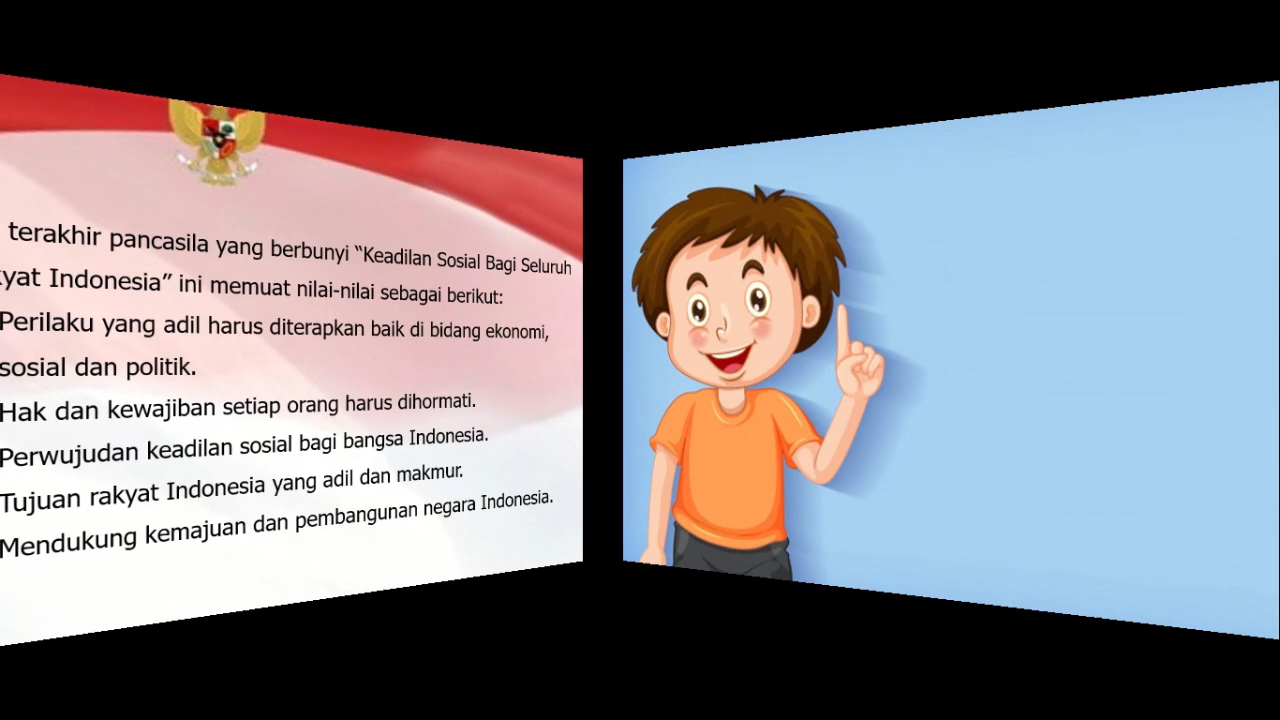 terakhir pancasila yang berbunyi “Keadilan Sosial Bagi Seluruh
yat Indonesia” ini memuat nilai-nilai sebagai berikut:
Perilaku yang adil harus diterapkan baik di bidang ekonomi,
sosial dan politik.
Hak dan kewajiban setiap orang harus dihormati.
Perwujudan keadilan sosial bagi bangsa Indonesia.
Tujuan rakyat Indonesia yang adil dan makmur.
Mendukung kemajuan dan pembangunan negara Indonesia.